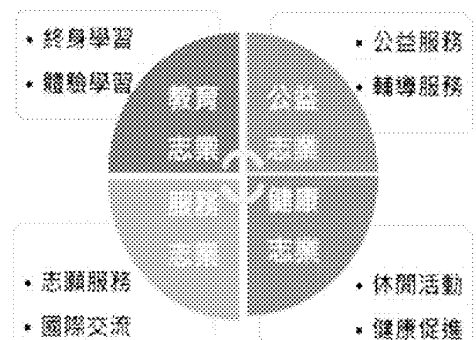 • 終身學習
• 體驗學習
• 公益服務
• 輔導服務
教育
志業
公益
志業
服務
志業
健康
志業
• 志願服務
• 國際交流
• 休閒活動
• 健康促進